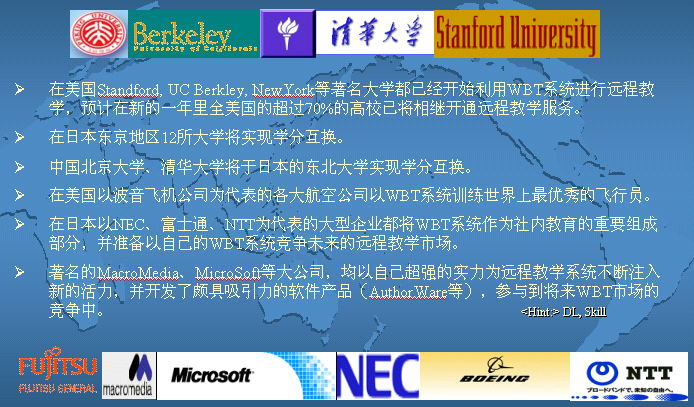 PEKING UNIVERSITY
Berkeley
University of California
清華大学
Stanford University
在美国Standford, UC Berkley, NewYork等著名大学都已经开始利用WBT系统进行远程教
学，预计在新的一年里全美国的超过70%的高校已将相继开通远程教学服务。
在日本东京地区12所大学将实现学分互换。
中国北京大学、清华大学将于日本的东北大学实现学分互换。
在美国以波音飞机公司为代表的各大航空公司以WBT系统训练世界上最优秀的飞行员。
在日本以NEC、富士通、NTT为代表的大型企业都将WBT系统作为社内教育的重要组成
部分，并准备以自己的WBT系统竞争未来的远程教学市场。
著名的MacroMedia、MicroSoft等大公司，均以自己超强的实力为远程教学系统不断注入
新的活力，并开发了颇具吸引力的软件产品（AuthorWare等），参与到将来WBT市场的
竞争中。
<Hint > DL, Skill
FUJITSU
FUJITSU GENERAL
macromedia
Microsoft
NEC
BOEING
NTT
ブロードバンドで、未知の自由へ。